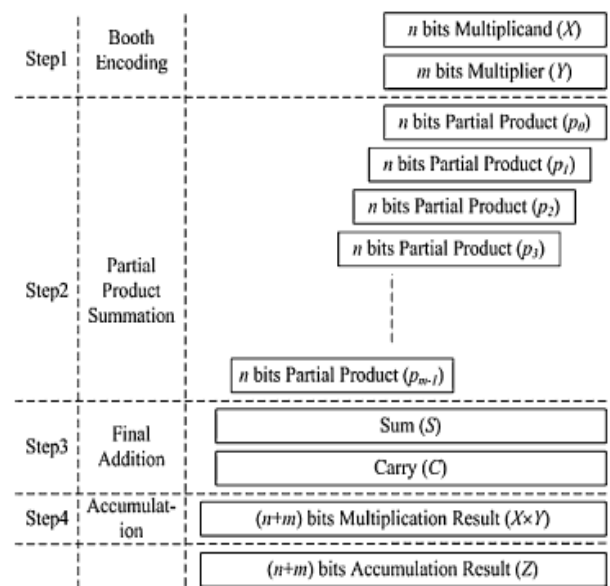 Step1
Booth
Encoding
n bits Multiplicand (X)
m bits Multiplier (Y)
Step2
Partial
Product
Summation
n bits Partial Product (p0)
n bits Partial Product (p1)
n bits Partial Product (p2)
n bits Partial Product (p3)
n bits Partial Product (pm-1)
Step3
Final
Addition
Sum (S)
Carry (C)
Step4
Accumulat-
ion
(n+m) bits Multiplication Result (X×Y)
(n+m) bits Accumulation Result (Z)